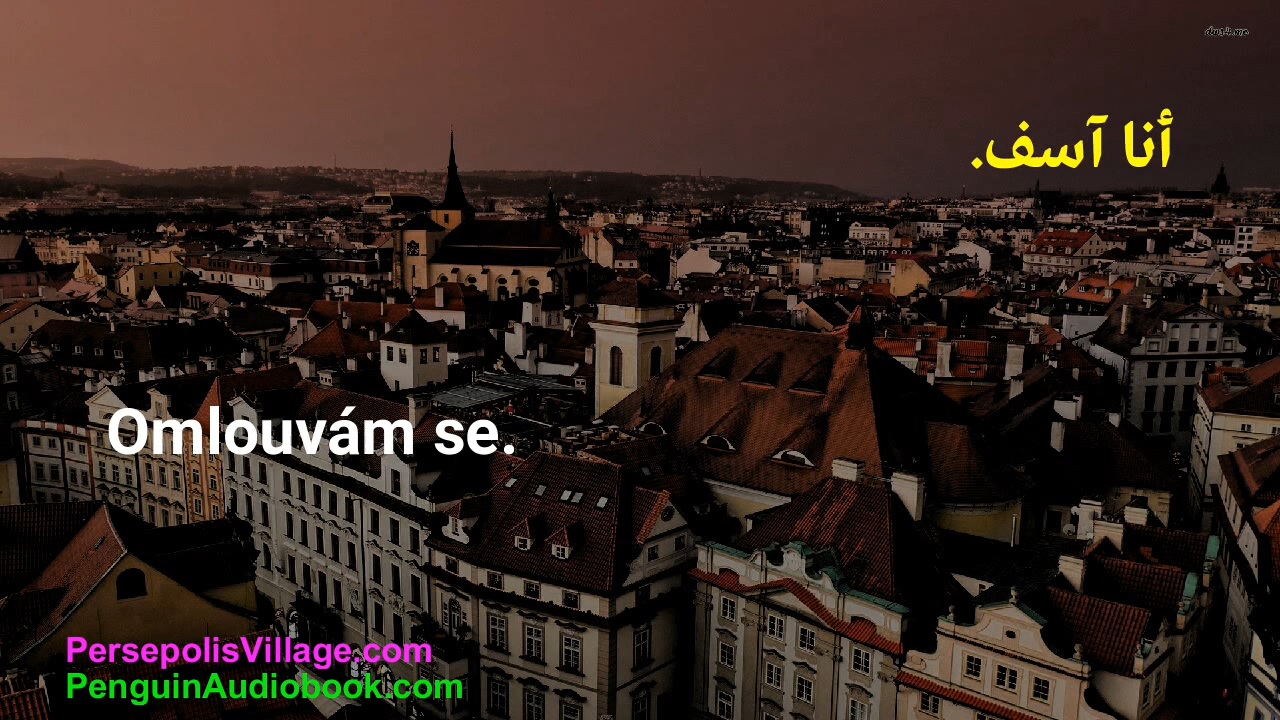 أنا آسف.
Omlouvám se.
PersepolisVillage.com
PenguinAudiobook.com